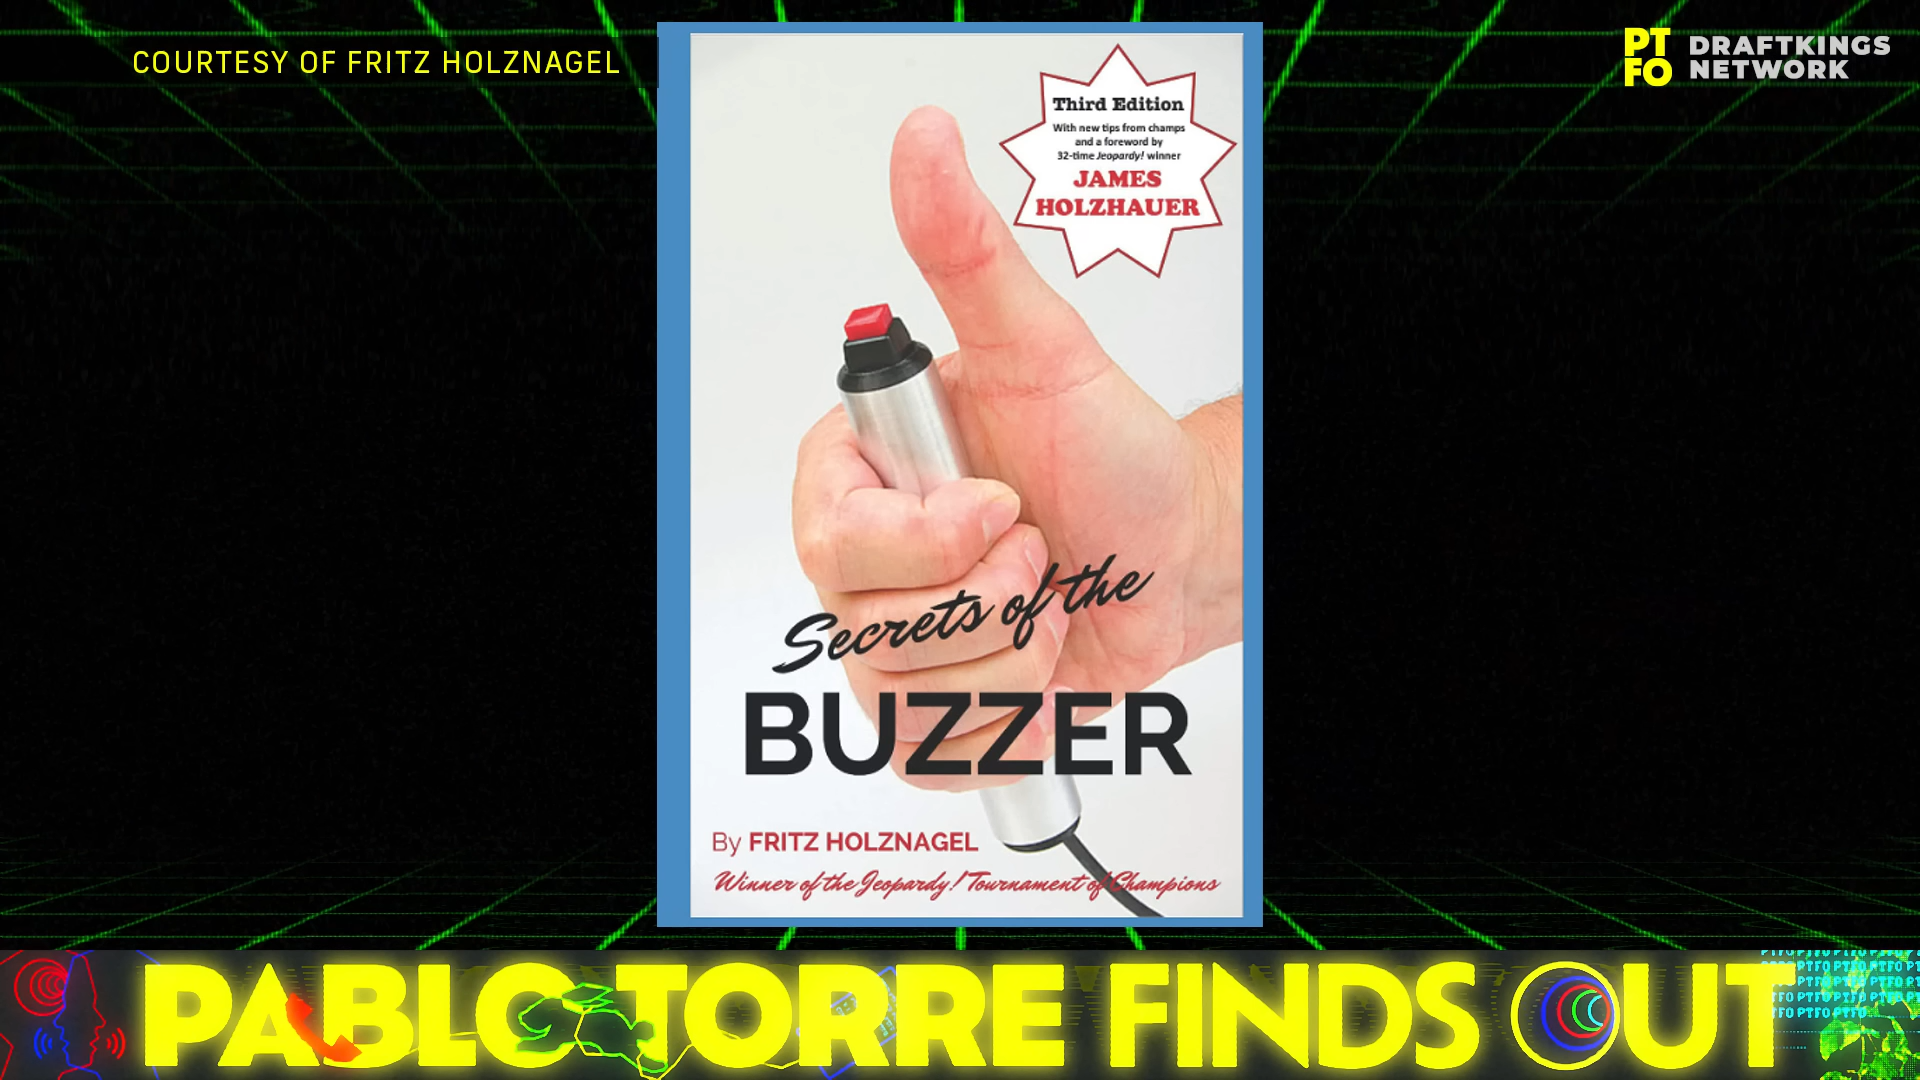 COURTESY OF FRITZ HOLZNAGEL
PT
FO
DRAFTKINGS
NETWORK
Third Edition
With new tips from champs
and a foreword by
32-time Jeopardy! winner
JAMES
HOLZHAUER
Secrets of the
BUZZER
By FRITZ HOLZNAGEL
Winner of the Jeopardy! Tournament of Champions
PABLO TORRE FINDS OUT